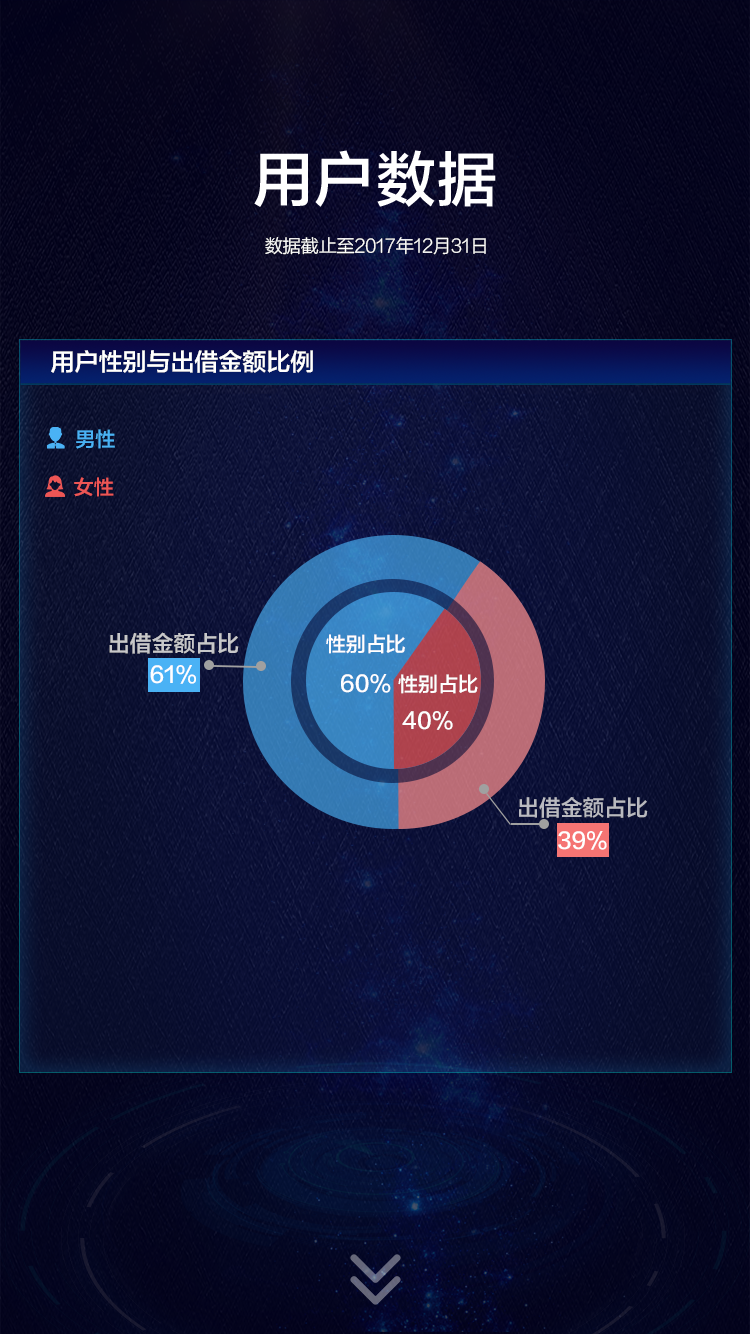 用户数据
数据截止至2017年12月31日
用户性别与出借金额比例
男性
女性
出借金额占比
61%
性别占比
60%
性别占比
40%
出借金额占比
39%